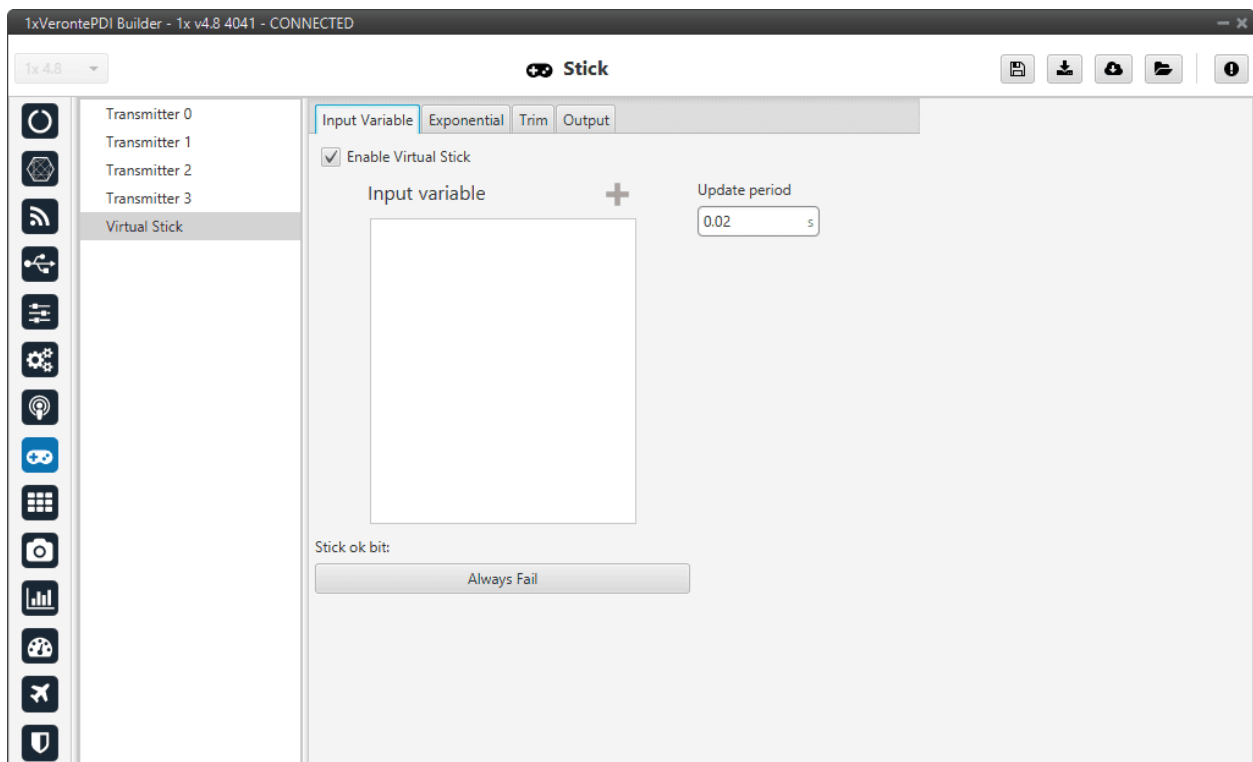 1xVerontePDI Builder - 1x v4.8 4041 - CONNECTED
1x 4.8
Stick
Transmitter 0
Transmitter 1
Transmitter 2
Transmitter 3
Virtual Stick
Input Variable Exponential Trim Output
Enable Virtual Stick
Input variable
Update period
0.02 s
Stick ok bit:
Always Fail